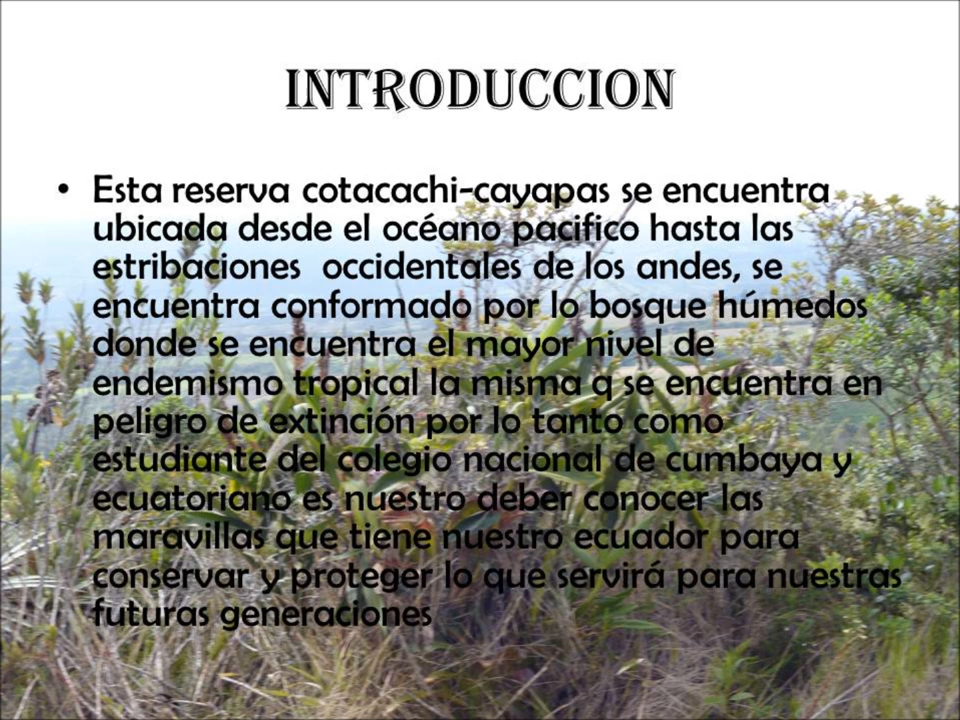 INTRODUCCION
• Esta reserva cotacachi-cayapas se encuentra
ubicada desde el océano pacifico hasta las
estribaciones occidentales de los andes, se
encuentra conformado por lo bosque húmedos
donde se encuentra el mayor nivel de
endemismo tropical la misma q se encuentra en
peligro de extinción por lo tanto como
estudiante del colegio nacional de cumbaya y
ecuatoriano es nuestro deber conocer las
maravillas que tiene nuestro ecuador para
conservar y proteger lo que servirá para nuestras
futuras generaciones